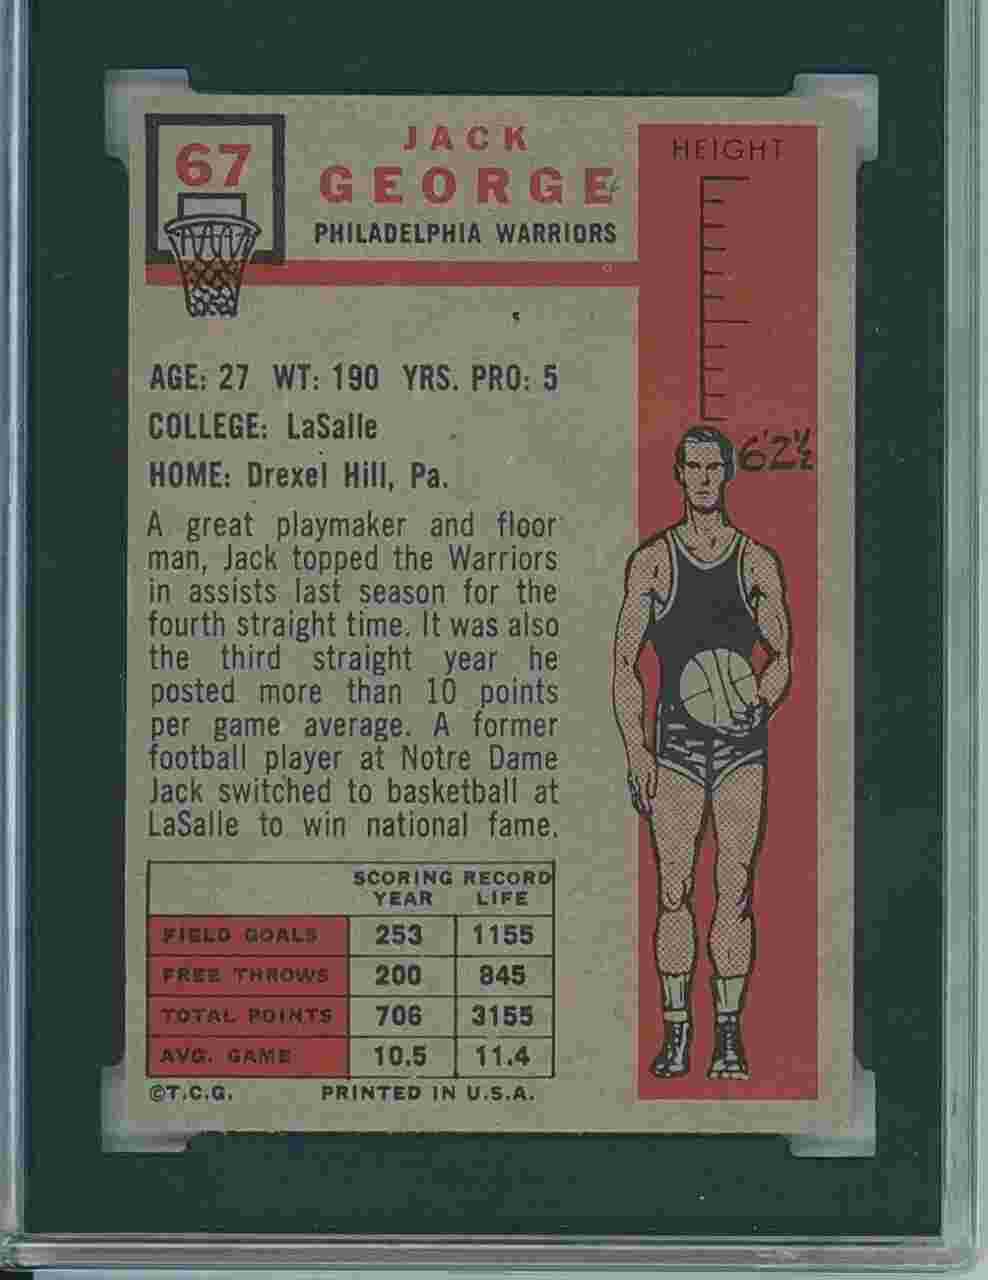 67
JACK
GEORGE
PHILADELPHIA WARRIORS
HEIGHT
6'2½
AGE: 27 WT: 190 YRS. PRO: 5
COLLEGE: LaSalle
HOME: Drexel Hill, Pa.
A great playmaker and floor
man, Jack topped the Warriors
in assists last season for the
fourth straight time. It was also
the third straight year he
posted more than 10 points
per game average. A former
football player at Notre Dame
Jack switched to basketball at
LaSalle to win national fame.
SCORING RECORD
YEAR LIFE
FIELD GOALS 253 1155
FREE THROWS 200 845
TOTAL POINTS 706 3155
AVG. GAME 10.5 11.4
©T.C.G. PRINTED IN U.S.A.